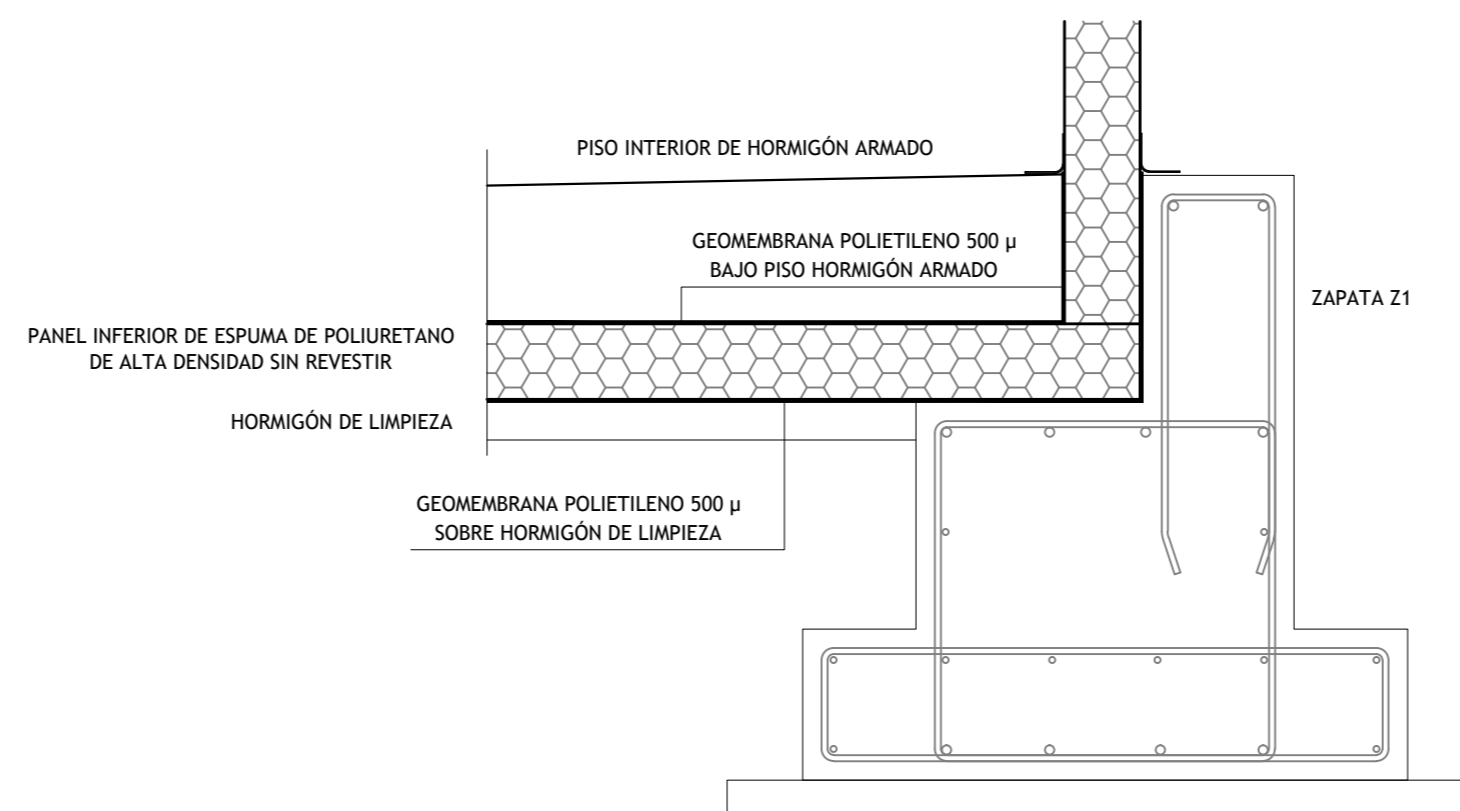 PISO INTERIOR DE HORMIGÓN ARMADO
GEOMEMBRANA POLIETILENO 500 µ
BAJO PISO HORMIGÓN ARMADO
ZAPATA Z1
PANEL INFERIOR DE ESPUMA DE POLIURETANO
DE ALTA DENSIDAD SIN REVESTIR
HORMIGÓN DE LIMPIEZA
GEOMEMBRANA POLIETILENO 500 µ
SOBRE HORMIGÓN DE LIMPIEZA